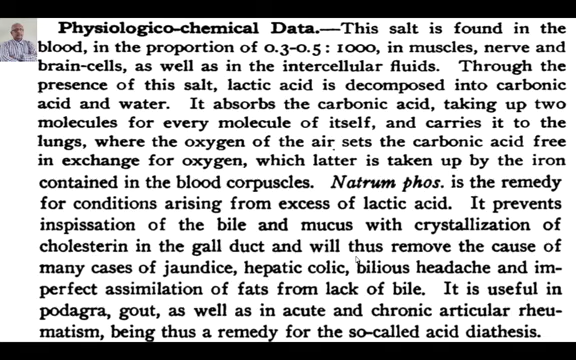 Physiologico-chemical Data.—This salt is found in the
blood, in the proportion of 0.3-0.5 : 1000, in muscles, nerve and
brain-cells, as well as in the intercellular fluids. Through the
presence of this salt, lactic acid is decomposed into carbonic
acid and water. It absorbs the carbonic acid, taking up two
molecules for every molecule of itself, and carries it to the
lungs, where the oxygen of the air sets the carbonic acid free
in exchange for oxygen, which latter is taken up by the iron
contained in the blood corpuscles. Natrum phos. is the remedy
for conditions arising from excess of lactic acid. It prevents
inspissation of the bile and mucus with crystallization of
cholesterin in the gall duct and will thus remove the cause of
many cases of jaundice, hepatic colic, bilious headache and im-
perfect assimilation of fats from lack of bile. It is useful in
podagra, gout, as well as in acute and chronic articular rheu-
matism, being thus a remedy for the so-called acid diathesis.